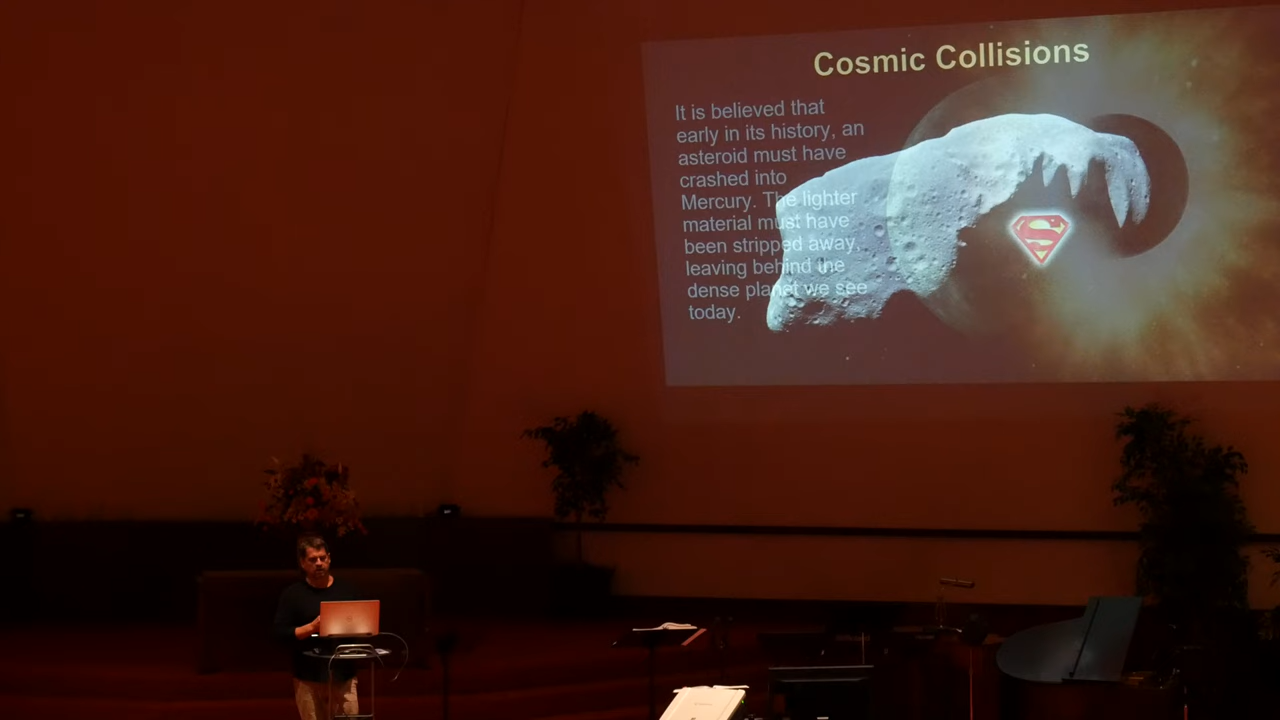 Cosmic Collisions
It is believed that
early in its history, an
asteroid must have
crashed into
Mercury. The lighter
material must have
been stripped away,
leaving behind the
dense planet we see
today.
S